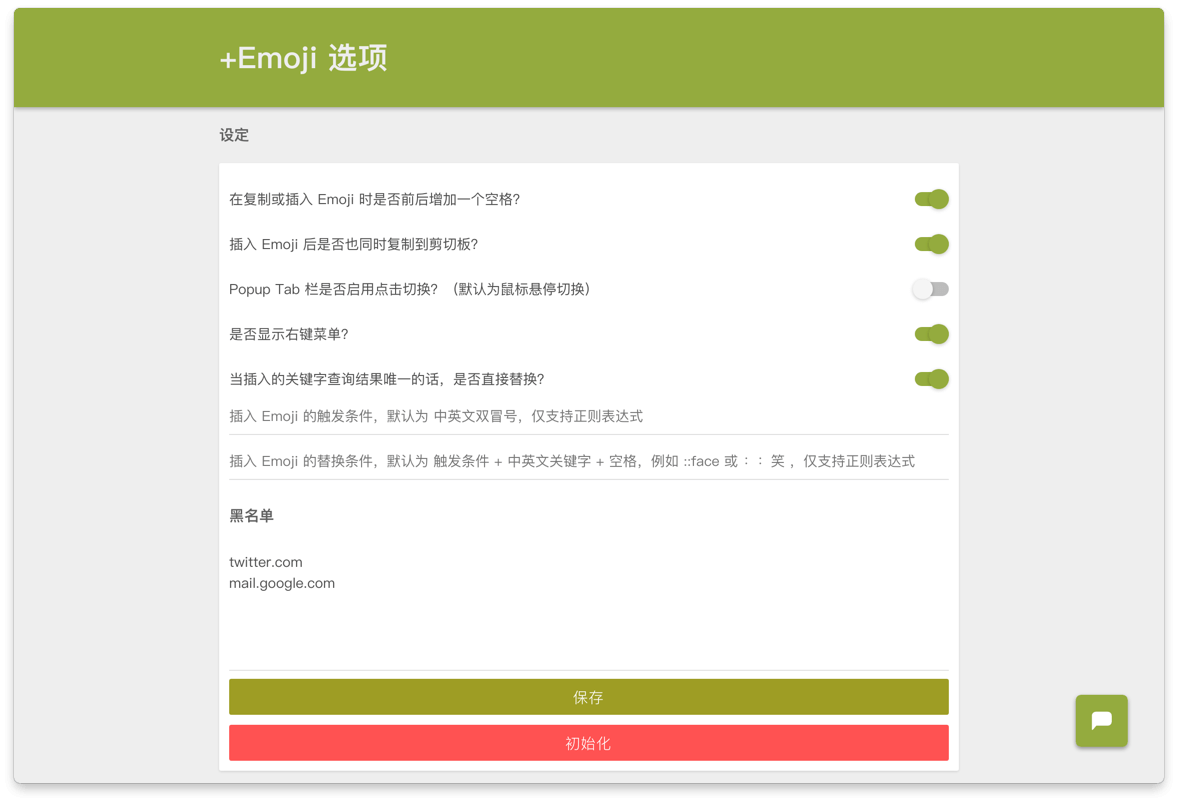 +Emoji 选项
设定
在复制或插入 Emoji 时是否前后增加一个空格?
插入 Emoji 后是否也同时复制到剪切板?
Popup Tab 栏是否启用点击切换? （默认为鼠标悬停切换）
是否显示右键菜单?
当插入的关键字查询结果唯一的话，是否直接替换?
插入 Emoji 的触发条件，默认为 中英文双冒号，仅支持正则表达式
插入 Emoji 的替换条件，默认为 触发条件 + 中英文关键字 + 空格，例如 ::face 或：：笑 ，仅支持正则表达式
黑名单
twitter.com
mail.google.com
保存
初始化